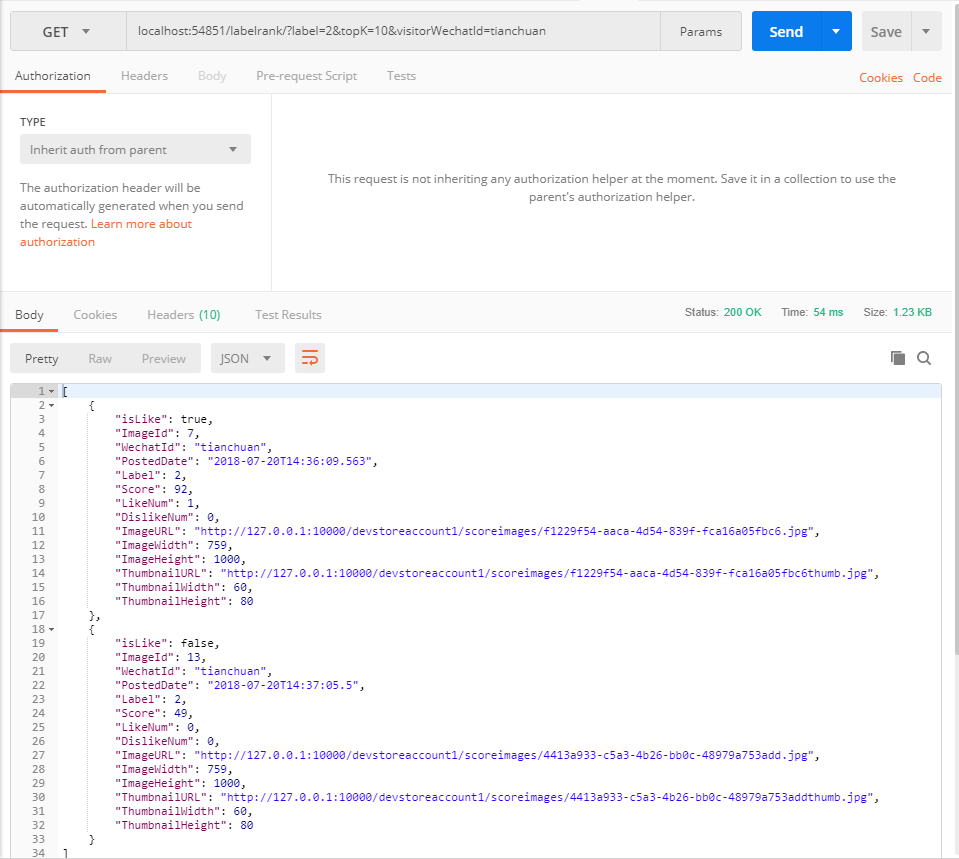 GET localhost:54851/labelrank/?label=2&topK=10&visitorWechatId=tianchuan Params Send Save
Authorization Headers Body Pre-request Script Tests Cookies Code
TYPE
Inherit auth from parent
The authorization header will be
automatically generated when you send
the request. Learn more about
authorization
This request is not inheriting any authorization helper at the moment. Save it in a collection to use the
parent's authorization helper.
Body Cookies Headers (10) Test Results Status: 200 OK Time: 54 ms Size: 1.23 KB
Pretty Raw Preview JSON
1 [
2 {
3 "isLike": true,
4 "ImageId": 7,
5 "WechatId": "tianchuan",
6 "PostedDate": "2018-07-20T14:36:09.563",
7 "Label": 2,
8 "Score": 92,
9 "LikeNum": 1,
10 "DislikeNum": 0,
11 "ImageURL": "http://127.0.0.1:10000/devstoreaccount1/scoreimages/f1229f54-aaca-4d54-839f-fca16a05fbc6.jpg",
12 "ImageWidth": 759,
13 "ImageHeight": 1000,
14 "ThumbnailURL": "http://127.0.0.1:10000/devstoreaccount1/scoreimages/f1229f54-aaca-4d54-839f-fca16a05fbc6thumb.jpg",
15 "ThumbnailWidth": 60,
16 "ThumbnailHeight": 80
17 },
18 {
19 "isLike": false,
20 "ImageId": 13,
21 "WechatId": "tianchuan",
22 "PostedDate": "2018-07-20T14:37:05.5",
23 "Label": 2,
24 "Score": 49,
25 "LikeNum": 0,
26 "DislikeNum": 0,
27 "ImageURL": "http://127.0.0.1:10000/devstoreaccount1/scoreimages/4413a933-c5a3-4b26-bb0c-48979a753add.jpg",
28 "ImageWidth": 759,
29 "ImageHeight": 1000,
30 "ThumbnailURL": "http://127.0.0.1:10000/devstoreaccount1/scoreimages/4413a933-c5a3-4b26-bb0c-48979a753addthumb.jpg",
31 "ThumbnailWidth": 60,
32 "ThumbnailHeight": 80
33 }
34 ]